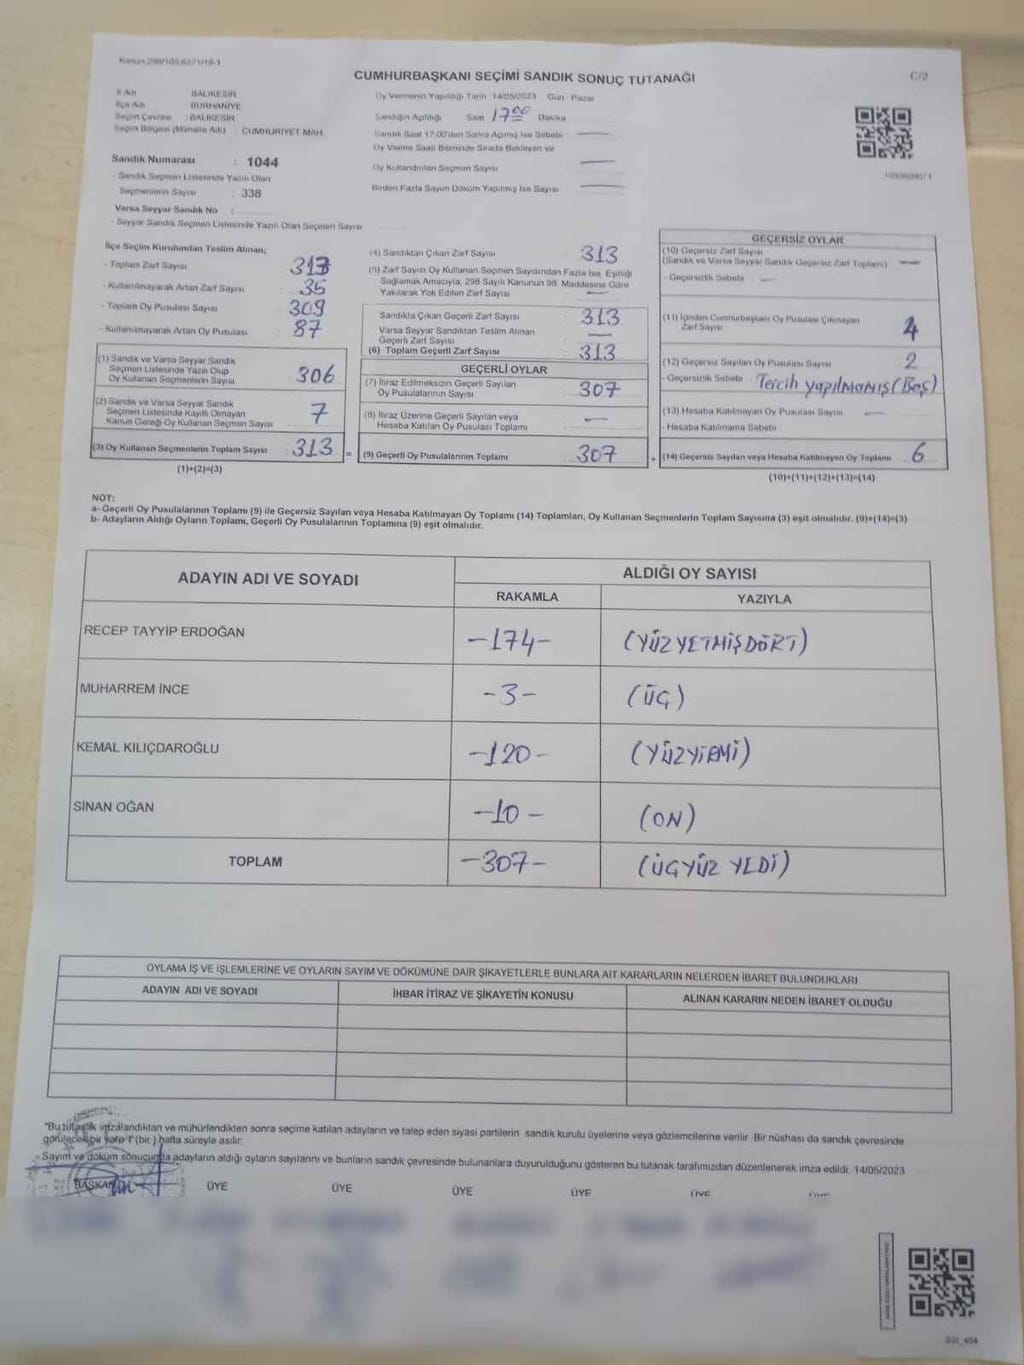 CUMHURBAŞKANI SEÇİMİ SANDIK SONUÇ TUTANAĞI
C/2
İl Adı BALIKESİR
İlçe Adı BURHANİYE
Seçim Çevresi : BALIKESİR
Seçim Bölgesi (Mahalle Adı) : CUMHURİYET MAH.
Sandık Numarası : 1044
Sandık Seçmen Listesinde Yazılı Olan
Seçmenlerin Sayısı : 338
Varsa Seyyar Sandık No :
Seyyar Sandık Seçmen Listesinde Yazılı Olan Seçmen Sayısı
Oy Vermenin Yapıldığı Tarih 14/05/2023 Gün : Pazar
Sandığın Açıldığı Saat 17:00 Dakika
Sandık Saat 17:00'den Sonra Açılmış İse Sebebi
Oy Verme Saati Bitiminde Sırada Bekleyen ve
Oy Kullandırılan Seçmen Sayısı
Birden Fazla Sayım Döküm Yapılmış İse Sayısı
İlçe Seçim Kurulundan Teslim Alınan;
- Toplam Zarf Sayısı
- Kullanılmayarak Artan Zarf Sayısı 35
- Toplam Oy Pusulası Sayısı
- Kullanılmayarak Artan Oy Pusulası 87
(1) Sandık ve Varsa Seyyar Sandık
Seçmen Listesinde Yazılı Olup
Oy Kullanan Seçmenlerin Sayısı 306
(2) Sandık ve Varsa Seyyar Sandık
Seçmen Listesinde Kayıtlı Olmayan
Kanun Gereği Oy Kullanan Seçmen Sayısı 7
(3) Oy Kullanan Seçmenlerin Toplam Sayısı 313 =
(1)+(2)=(3)
(4) Sandıktan Çıkan Zarf Sayısı 313
(5) Zarf Sayısı Oy Kullanan Seçmen Sayısından Fazla İse, Eşitliği
Sağlamak Amacıyla, 298 Sayılı Kanunun 98. Maddesine Göre
Yakılarak Yok Edilen Zarf Sayısı
Sandıkta Çıkan Geçerli Zarf Sayısı 313
Varsa Seyyar Sandıktan Teslim Alınan
Geçerli Zarf Sayısı
(6) Toplam Geçerli Zarf Sayısı : 313
GEÇERLİ OYLAR
(7) İtiraz Edilmeksizin Geçerli Sayılan
Oy Pusulalarının Sayısı 307
(8) İtiraz Üzerine Geçerli Sayılan veya
Hesaba Katılan Oy Pusulası Toplamı —
(9) Geçerli Oy Pusulalarının Toplamı 307 +
GEÇERSİZ OYLAR
(10) Geçersiz Zarf Sayısı
(Sandık ve Varsa Seyyar Sandık Geçersiz Zarf Toplamı) —
- Geçersizlik Sebebi : —
(11) İçinden Cumhurbaşkanı Oy Pusulası Çıkmayan
Zarf Sayısı 4
(12) Geçersiz Sayılan Oy Pusulası Sayısı 2
- Geçersizlik Sebebi : Tercih yapılmamış (Boş)
(13) Hesaba Katılmayan Oy Pusulası Sayısı —
- Hesaba Katılmama Sebebi :
(14) Geçersiz Sayılan veya Hesaba Katılmayan Oy Toplamı 6
(10)+(11)+(12)+(13)=(14)
NOT:
a- Geçerli Oy Pusulalarının Toplamı (9) ile Geçersiz Sayılan veya Hesaba Katılmayan Oy Toplamı (14) Toplamları, Oy Kullanan Seçmenlerin Toplam Sayısına (3) eşit olmalıdır. (9)+(14)=(3)
b- Adayların Aldığı Oyların Toplamı, Geçerli Oy Pusulalarının Toplamına (9) eşit olmalıdır.
ADAYIN ADI VE SOYADI ALDIĞI OY SAYISI
RAKAMLA YAZIYLA
RECEP TAYYİP ERDOĞAN -174- (YÜZYETMİŞDÖRT)
MUHARREM İNCE -3- (ÜÇ)
KEMAL KILIÇDAROĞLU -120- (YÜZYİRMİ)
SİNAN OĞAN -10- (ON)
TOPLAM -307- (ÜÇYÜZ YEDİ)
OYLAMA İŞ VE İŞLEMLERİNE VE OYLARIN SAYIM VE DÖKÜMÜNE DAİR ŞİKAYETLERLE BUNLARA AİT KARARLARIN NELERDEN İBARET BULUNDUKLARI
ADAYIN ADI VE SOYADI İHBAR İTİRAZ VE ŞİKAYETİN KONUSU ALINAN KARARIN NEDEN İBARET OLDUĞU
*Bu tutanak imzalandıktan ve mühürlendikten sonra seçime katılan adayların ve talep eden siyasi partilerin sandık kurulu üyelerine veya gözlemcilerine verilir. Bir nüshası da sandık çevresinde
görülecek bir yere 1 (bir) hafta süreyle asılır.
Sayım ve döküm sonucunda adayların aldığı oyların sayılarını ve bunların sandık çevresinde bulunanlara duyurulduğunu gösteren bu tutanak tarafımızdan düzenlenerek imza edildi. 14/05/2023
BAŞKAN ÜYE ÜYE ÜYE ÜYE ÜYE ÜYE